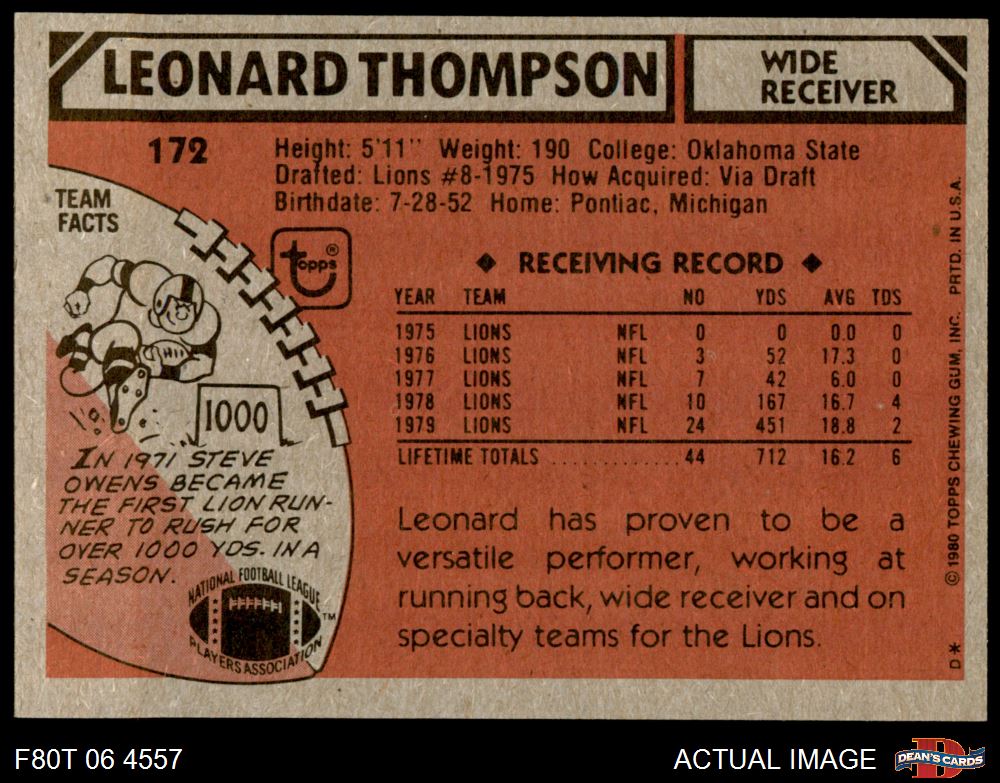 LEONARD THOMPSON
WIDE
RECEIVER
172
Height: 5'11" Weight: 190 College: Oklahoma State
Drafted: Lions #8-1975 How Acquired: Via Draft
Birthdate: 7-28-52 Home: Pontiac, Michigan
TEAM
FACTS
topps®
◆ RECEIVING RECORD ◆
YEAR TEAM NO YDS AVG TDS
1975 LIONS NFL 0 0 0.0 0
1976 LIONS NFL 3 52 17.3 0
1977 LIONS NFL 7 42 6.0 0
1978 LIONS NFL 10 167 16.7 4
1979 LIONS NFL 24 451 18.8 2
LIFETIME TOTALS ............ 44 712 16.2 6
1000
IN 1971 STEVE
OWENS BECAME
THE FIRST LION RUN-
NER TO RUSH FOR
OVER 1000 YDS. IN A
SEASON.
NATIONAL FOOTBALL LEAGUE
PLAYERS ASSOCIATION
TM
Leonard has proven to be a
versatile performer, working at
running back, wide receiver and on
specialty teams for the Lions.
D* © 1980 TOPPS CHEWING GUM, INC. PRTD. IN U.S.A.
F80T 06 4557
ACTUAL IMAGE
D
DEAN'S CARDS